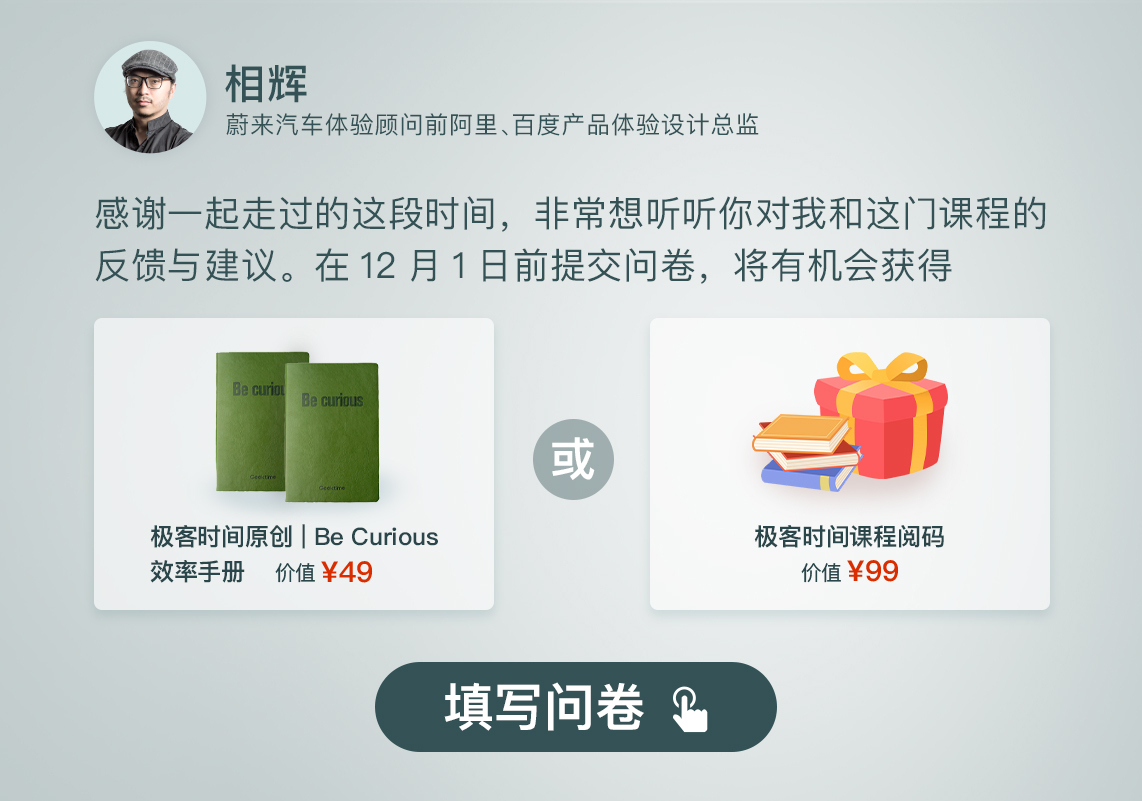 相辉
蔚来汽车体验顾问前阿里、百度产品体验设计总监
感谢一起走过的这段时间，非常想听听你对我和这门课程的
反馈与建议。在 12 月 1 日前提交问卷，将有机会获得
Be curiou
Be curious
Geektime
Geektime
极客时间原创 | Be Curious
效率手册 价值 ¥49
或
极客时间课程阅码
价值 ¥99
填写问卷